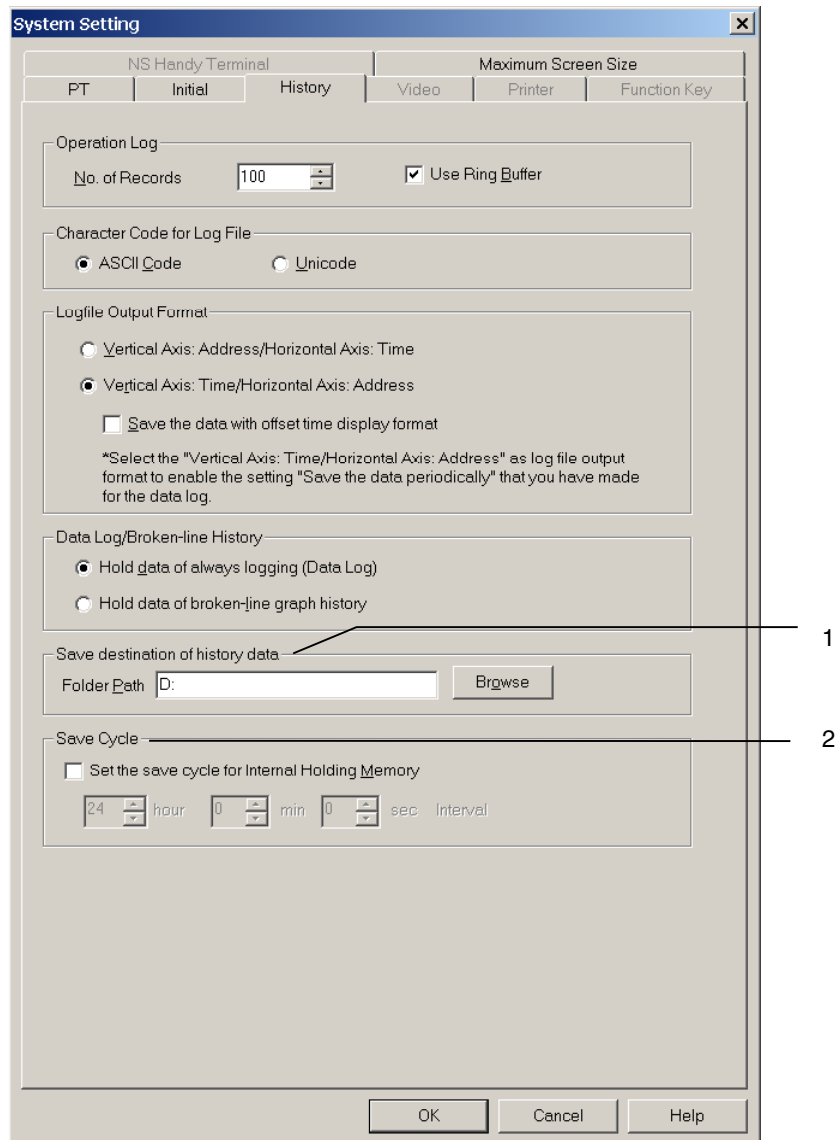 System Setting
NS Handy Terminal Maximum Screen Size
PT Initial History Video Printer Function Key
Operation Log
No. of Records 100 Use Ring Buffer
Character Code for Log File
ASCII Code Unicode
Logfile Output Format
Vertical Axis: Address/Horizontal Axis: Time
Vertical Axis: Time/Horizontal Axis: Address
Save the data with offset time display format
*Select the "Vertical Axis: Time/Horizontal Axis: Address" as log file output
format to enable the setting "Save the data periodically" that you have made
for the data log.
Data Log/Broken-line History
Hold data of always logging (Data Log)
Hold data of broken-line graph history
1
Save destination of history data
Folder Path D: Browse
Save Cycle 2
Set the save cycle for Internal Holding Memory
24 hour 0 min 0 sec Interval
OK Cancel Help